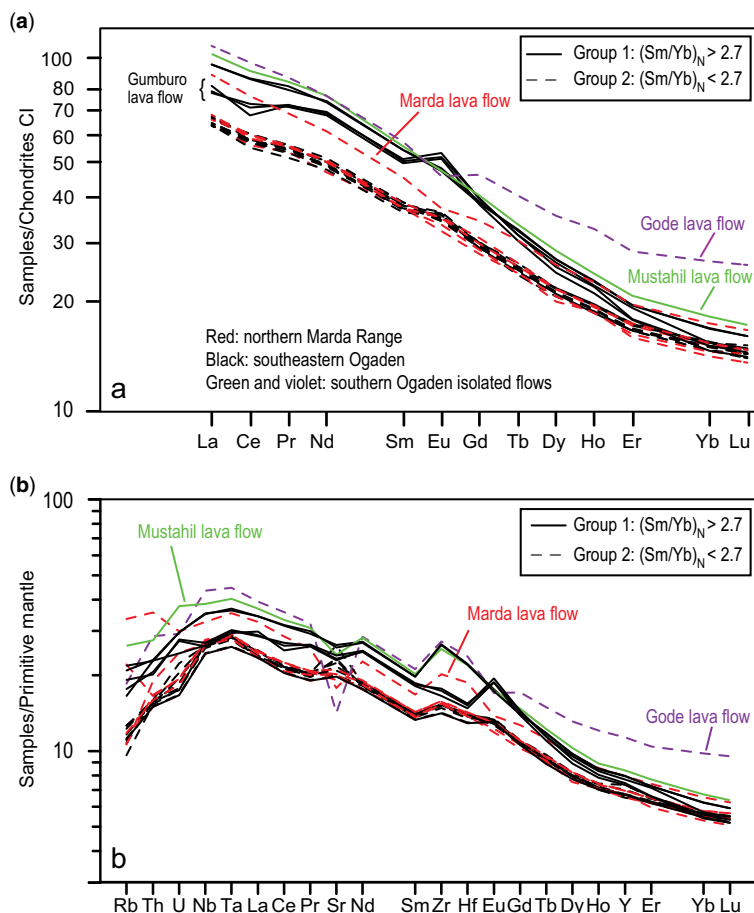 (a)
100
80
70
60
50
40
30
20
10
Samples/Chondrites CI
Group 1: (Sm/Yb)N > 2.7
Group 2: (Sm/Yb)N < 2.7
Gumburo
lava flow
Marda lava flow
Gode lava flow
Mustahil lava flow
Red: northern Marda Range
Black: southeastern Ogaden
Green and violet: southern Ogaden isolated flows
a
La Ce Pr Nd Sm Eu Gd Tb Dy Ho Er Yb Lu
(b)
100
10
Samples/Primitive mantle
Group 1: (Sm/Yb)N > 2.7
Group 2: (Sm/Yb)N < 2.7
Mustahil lava flow
Marda lava flow
Gode lava flow
b
Rb Th U Nb Ta La Ce Pr Sr Nd Sm Zr Hf Eu Gd Tb Dy Ho Y Er Yb Lu